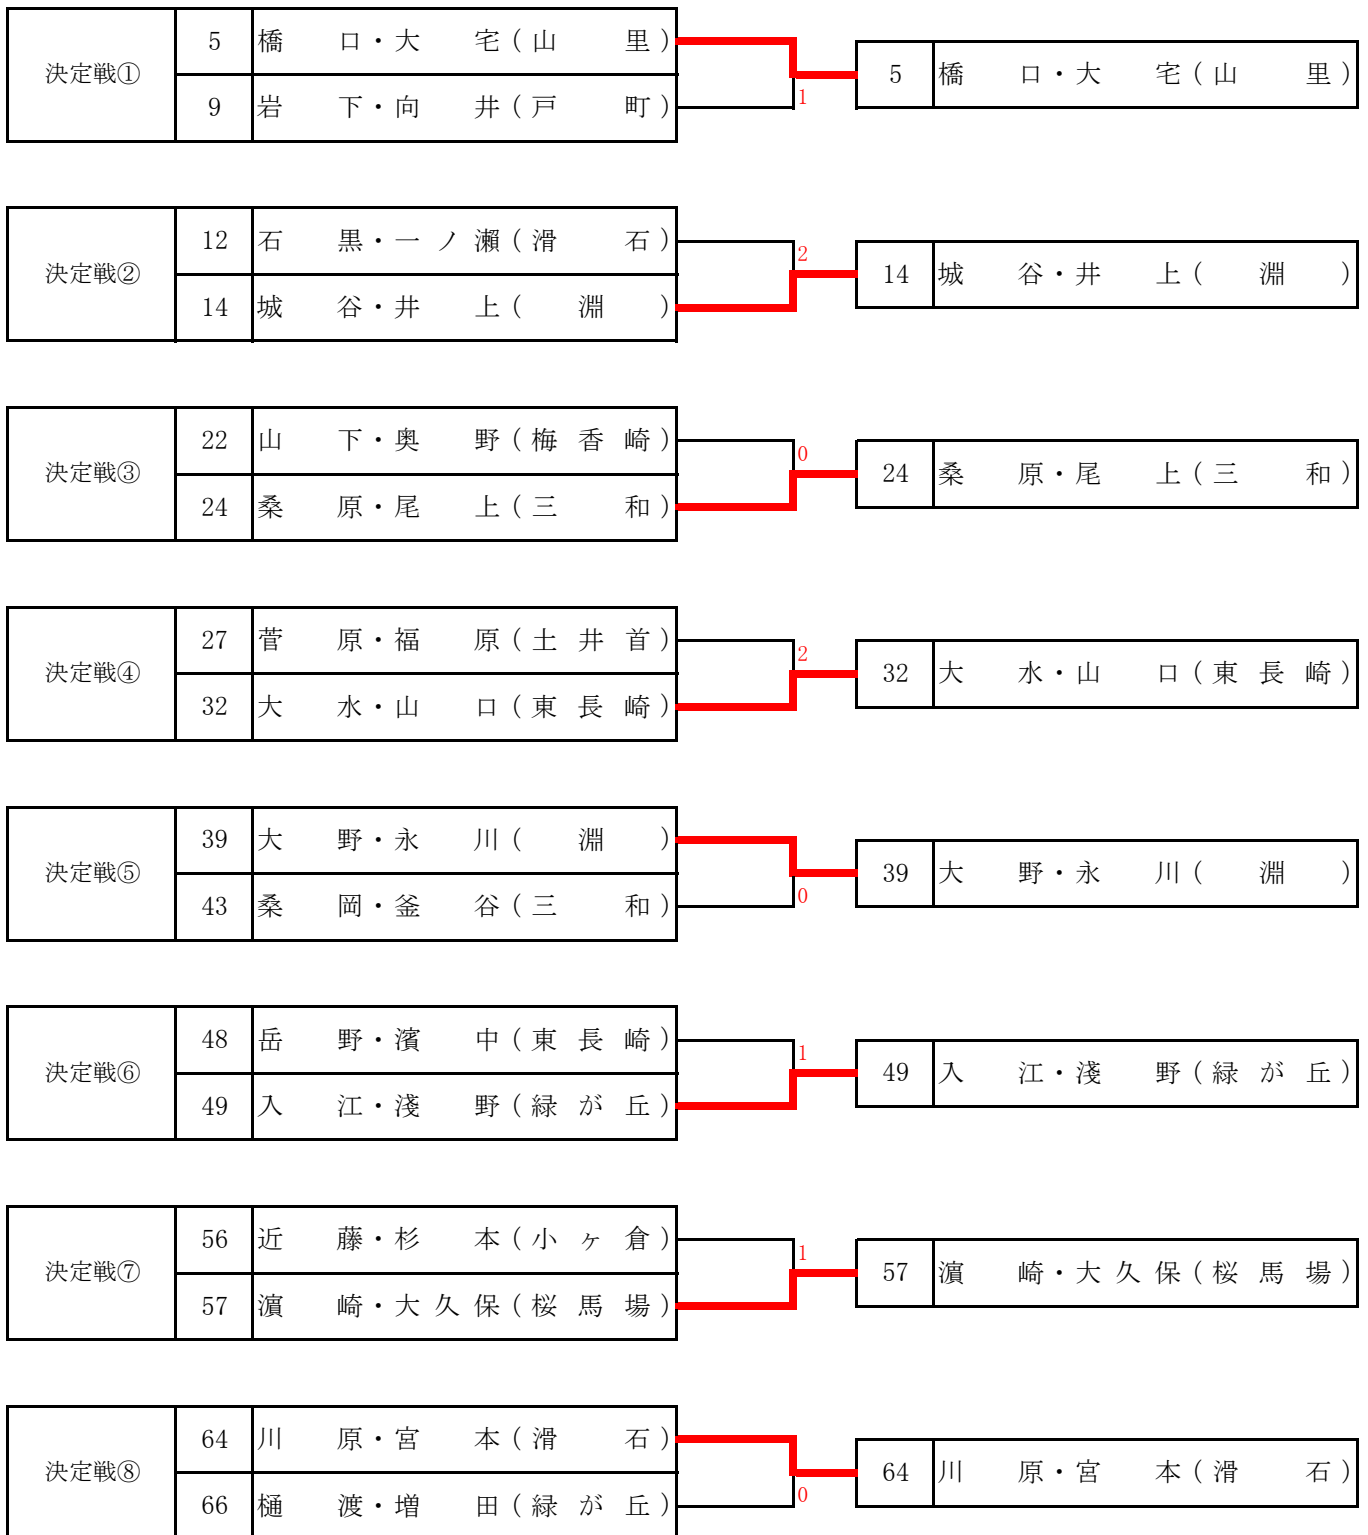 5 橋口・大宅(山里)
決定戦① 5 橋口・大宅(山里)
9 岩下・向井(戸町) 1
12 石黒・一ノ瀬(滑石) 2
決定戦② 14 城谷・井上(淵)
14 城谷・井上(淵)
22 山下・奥野(梅香崎) 0
決定戦③ 24 桑原・尾上(三和)
24 桑原・尾上(三和)
27 菅原・福原(土井首) 2
決定戦④ 32 大水・山口(東長崎)
32 大水・山口(東長崎)
39 大野・永川(淵)
決定戦⑤ 39 大野・永川(淵)
43 桑岡・釜谷(三和) 0
48 岳野・濱中(東長崎) 1
決定戦⑥ 49 入江・淺野(緑が丘)
49 入江・淺野(緑が丘)
56 近藤・杉本(小ヶ倉) 1
決定戦⑦ 57 濵崎・大久保(桜馬場)
57 濵崎・大久保(桜馬場)
64 川原・宮本(滑石)
決定戦⑧ 64 川原・宮本(滑石)
66 樋渡・増田(緑が丘) 0